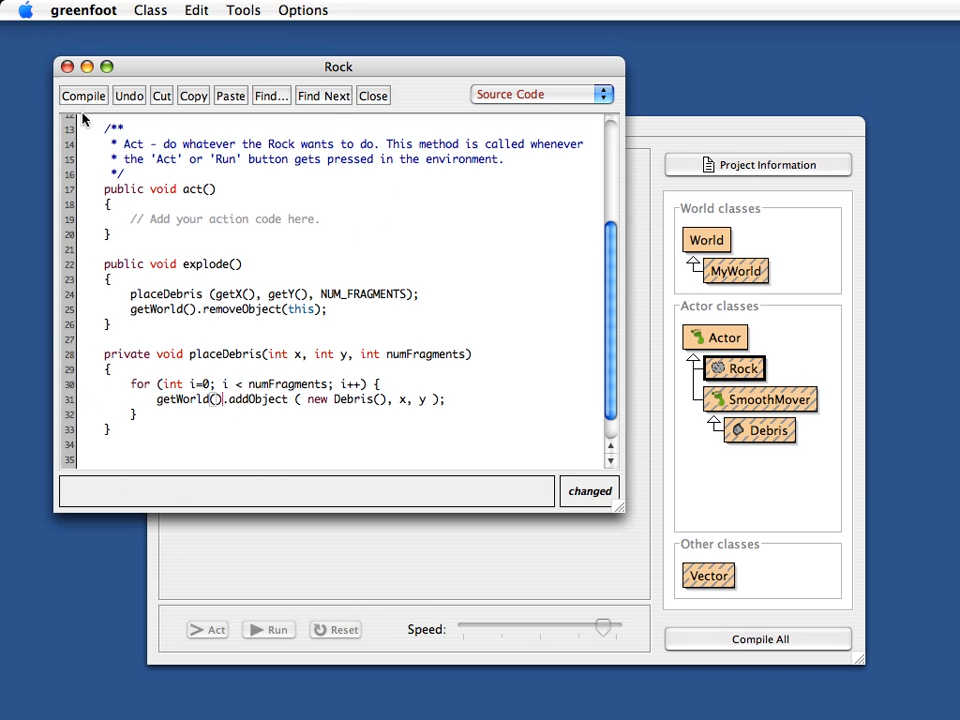 greenfoot Class Edit Tools Options
Rock
Compile Undo Cut Copy Paste Find... Find Next Close Source Code
12
13 /**
14 * Act - do whatever the Rock wants to do. This method is called whenever
15 * the 'Act' or 'Run' button gets pressed in the environment.
16 */
17 public void act()
18 {
19 // Add your action code here.
20 }
21
22 public void explode()
23 {
24 placeDebris (getX(), getY(), NUM_FRAGMENTS);
25 getWorld().removeObject(this);
26 }
27
28 private void placeDebris(int x, int y, int numFragments)
29 {
30 for (int i=0; i < numFragments; i++) {
31 getWorld().addObject ( new Debris(), x, y );
32 }
33 }
34
35
changed
Project Information
World classes
World
MyWorld
Actor classes
Actor
Rock
SmoothMover
Debris
Other classes
Vector
Act Run Reset Speed:
Compile All